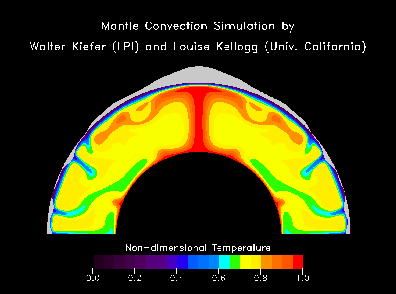 Mantle Convection Simulation by
Walter Kiefer (LPI) and Louise Kellogg (Univ. California)
Non-dimensional Temperature
0.0 0.2 0.4 0.6 0.8 1.0